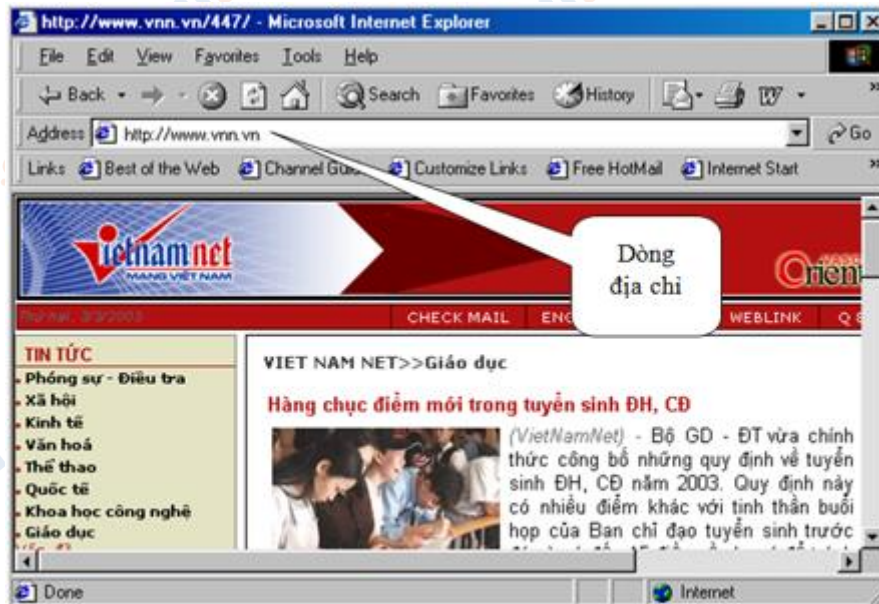 http://www.vnn.vn/447/ - Microsoft Internet Explorer
File Edit View Favorites Tools Help
Back Search Favorites History
Address http://www.vnn.vn Go
Links Best of the Web Channel Customize Links Free HotMail Internet Start
Vietnam net
MANG VIỆT NAM
Dòng
địa chỉ
CHECK MAIL WEBLINK
TIN TỨC
Phóng sự - Điều tra
Xã hội
Kinh tế
Văn hoá
Thể thao
Quốc tế
Khoa học công nghệ
Giáo dục
VIET NAM NET>>Giáo dục
Hàng chục điểm mới trong tuyển sinh ĐH, CĐ
(VietNamNet) - Bộ GD - ĐT vừa chính
thức công bố những quy định về tuyển
sinh ĐH, CĐ năm 2003. Quy định này
có nhiều điểm khác với tinh thần buổi
họp của Ban chỉ đạo tuyển sinh trước
Done Internet